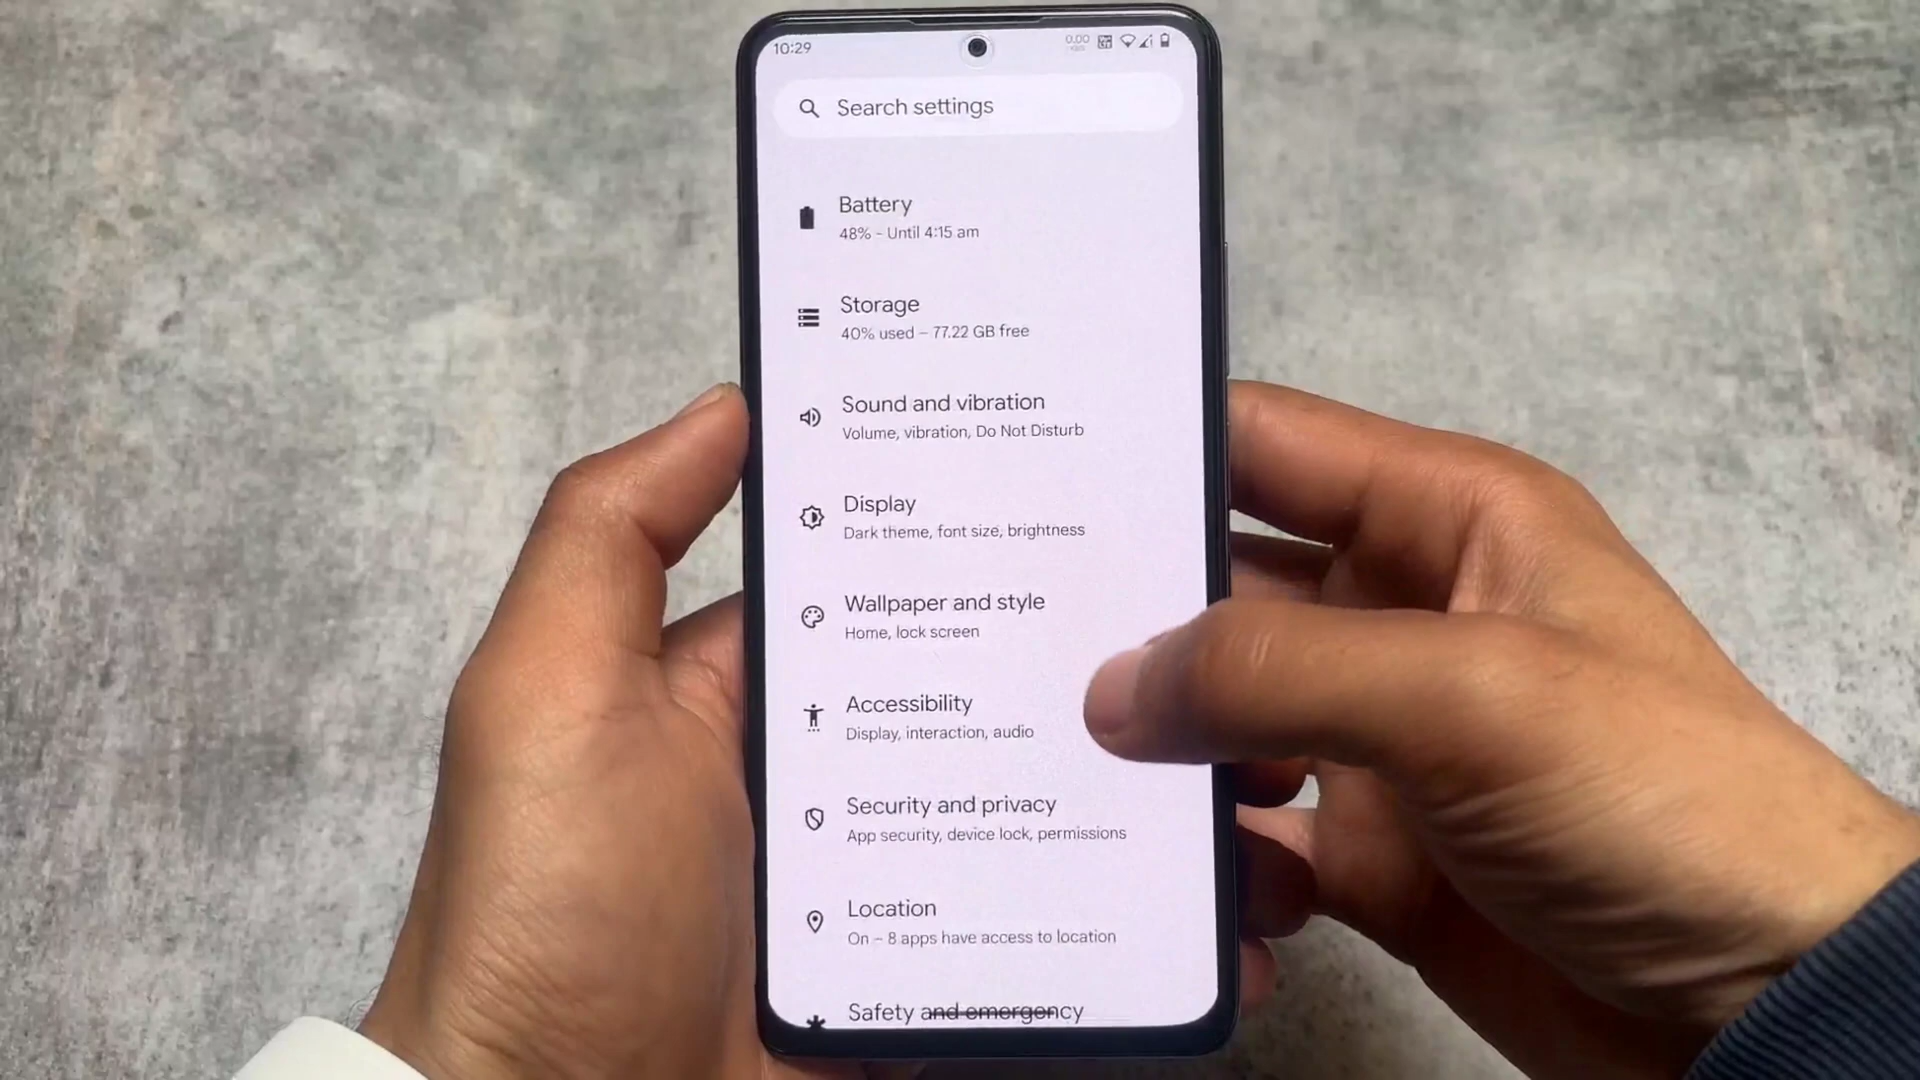 10:29
0.00
Search settings
Battery
48% - Until 4:15 am
Storage
40% used – 77.22 GB free
Sound and vibration
Volume, vibration, Do Not Disturb
Display
Dark theme, font size, brightness
Wallpaper and style
Home, lock screen
Accessibility
Display, interaction, audio
Security and privacy
App security, device lock, permissions
Location
On – 8 apps have access to location
Safety and emergency